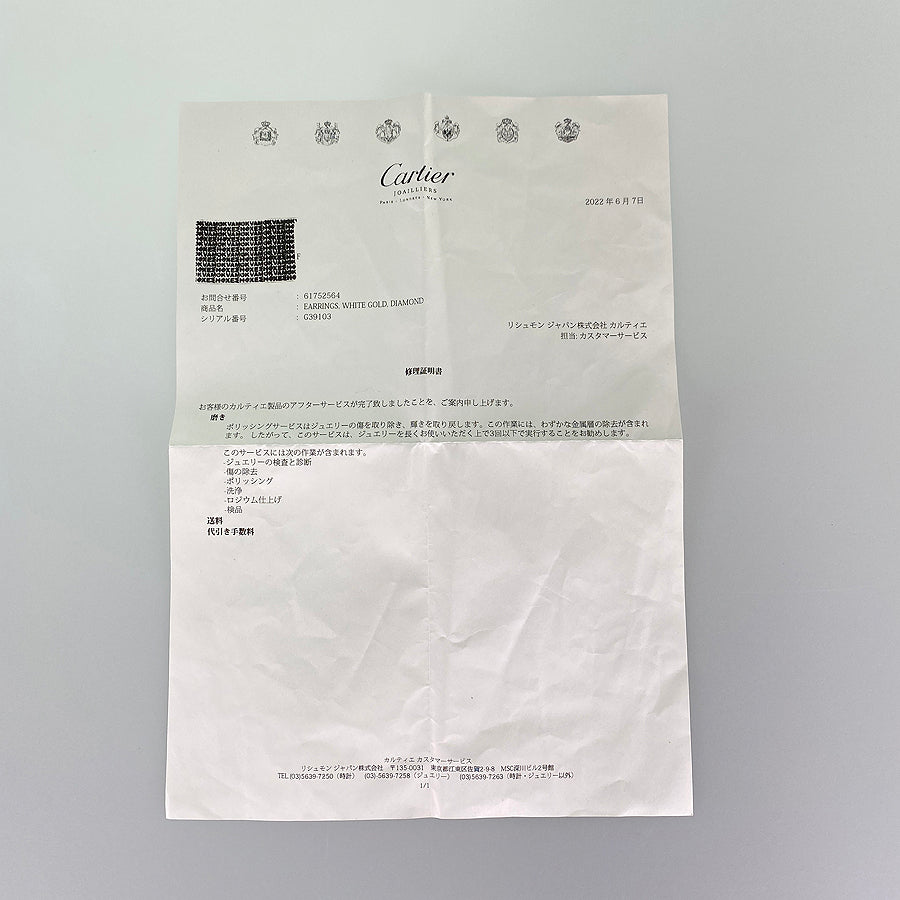 Cartier
JOAILLIERS
PARIS - LONDRES - NEW YORK
2022 年 6 月 7日
F
お問合せ番号 : 61752564
商品名 : EARRINGS, WHITE GOLD, DIAMOND
シリアル番号 : G39103
リシュモン ジャパン株式会社 カルティエ
担当: カスタマーサービス
修理証明書
お客様のカルティエ製品のアフターサービスが完了致しましたことを、ご案内申し上げます。
磨き
ポリッシングサービスはジュエリーの傷を取り除き、輝きを取り戻します。この作業には、わずかな金属層の除去が含まれ
ます。 したがって、このサービスは、ジュエリーを長くお使いいただく上で3回以下で実行することをお勧めします。
このサービスには次の作業が含まれます。
-ジュエリーの検査と診断
-傷の除去
-ポリッシング
-洗浄
-ロジウム仕上げ
-検品
送料
代引き手数料
カルティエ カスタマーサービス
リシュモン ジャパン株式会社 〒135-0031 東京都江東区佐賀2-9-8 MSC深川ビル2号館
TEL (03)5639-7250（時計） (03)-5639-7258（ジュエリー） (03)5639-7263（時計・ジュエリー以外）
1/1